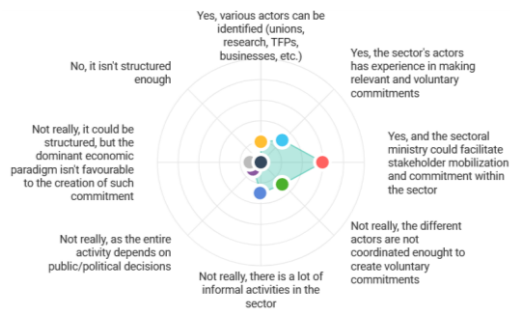 Yes, various actors can be
identified (unions,
research, TFPs,
businesses, etc.)
Yes, the sector's actors
has experience in making
relevant and voluntary
commitments
Yes, and the sectoral
ministry could facilitate
stakeholder mobilization
and commitment within
the sector
Not really, the different
actors are not
coordinated enought to
create voluntary
commitments
Not really, there is a lot of
informal activities in the
sector
Not really, as the entire
activity depends on
public/political decisions
Not really, it could be
structured, but the
dominant economic
paradigm isn't favourable
to the creation of such
commitment
No, it isn't structured
enough